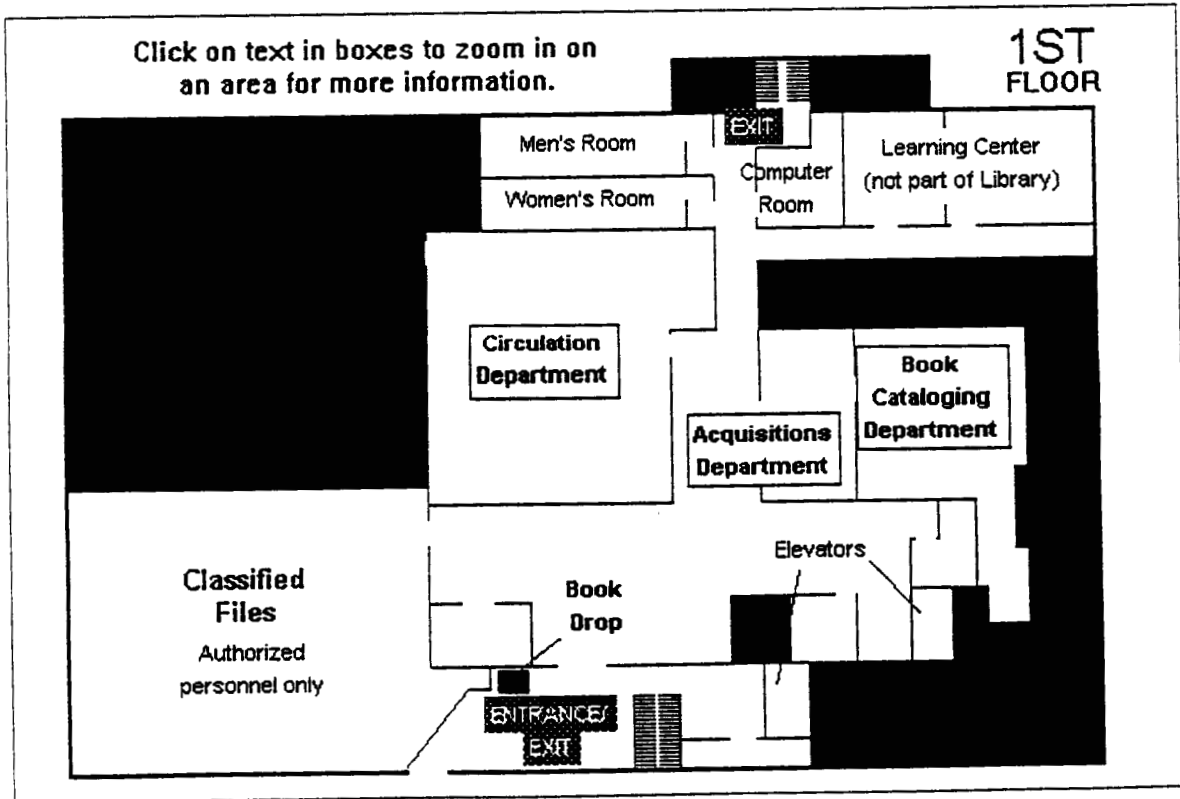 Click on text in boxes to zoom in on
an area for more information.
1ST
FLOOR
EXIT
Men's Room
Women's Room
Computer
Room
Learning Center
(not part of Library)
Circulation
Department
Book
Cataloging
Department
Acquisitions
Department
Elevators
Classified
Files
Authorized
personnel only
Book
Drop
ENTRANCE/
EXIT